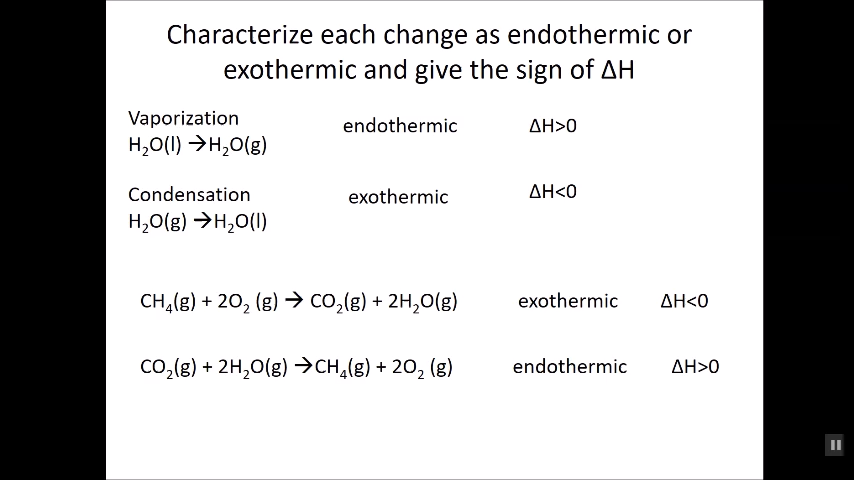 Characterize each change as endothermic or
exothermic and give the sign of ΔH
Vaporization
H₂O(l) →H₂O(g)
endothermic
ΔH>0
Condensation
H₂O(g) →H₂O(l)
exothermic
ΔH<0
CH₄(g) + 2O₂ (g) → CO₂(g) + 2H₂O(g) exothermic ΔH<0
CO₂(g) + 2H₂O(g) →CH₄(g) + 2O₂ (g) endothermic ΔH>0